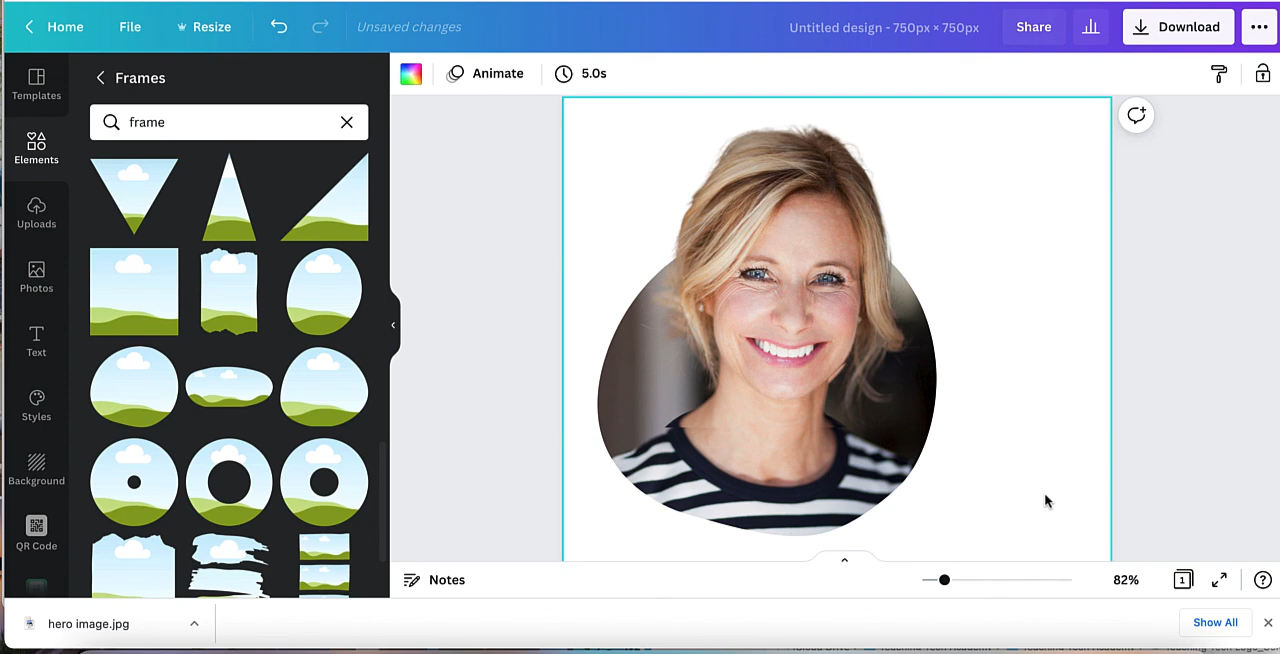 Home File Resize Unsaved changes Untitled design - 750px × 750px Share Download
Templates
Elements
Uploads
Photos
Text
Styles
Background
QR Code
Frames
frame
Animate 5.0s
Notes 82% 1
hero image.jpg Show All